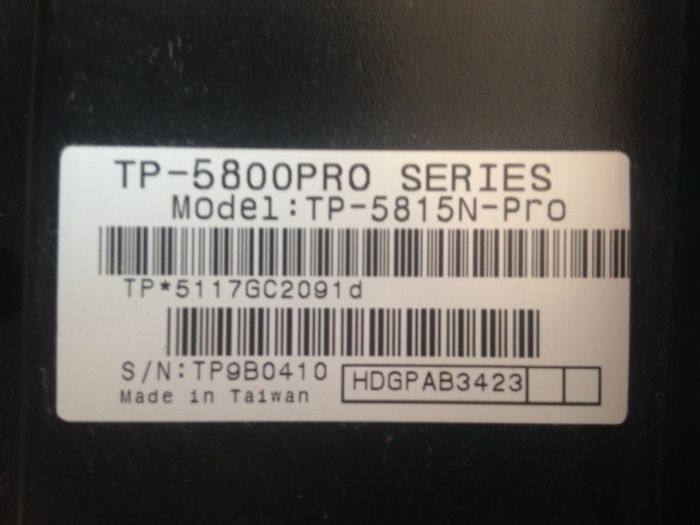 TP-5800PRO SERIES
Model:TP-5815N-Pro
TP*5117GC2091d
S/N:TP9B0410
HDGPAB3423
Made in Taiwan